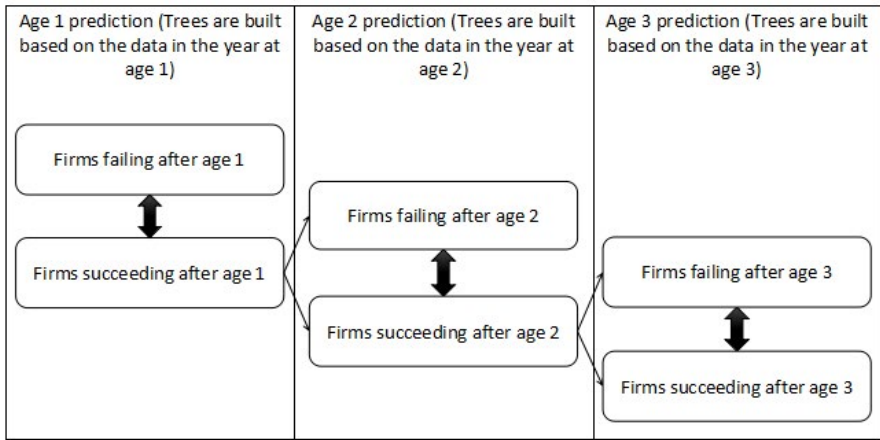 Age 1 prediction (Trees are built
based on the data in the year at
age 1)
Firms failing after age 1
Firms succeeding after age 1
Age 2 prediction (Trees are built
based on the data in the year at
age 2)
Firms failing after age 2
Firms succeeding after age 2
Age 3 prediction (Trees are built
based on the data in the year at
age 3)
Firms failing after age 3
Firms succeeding after age 3